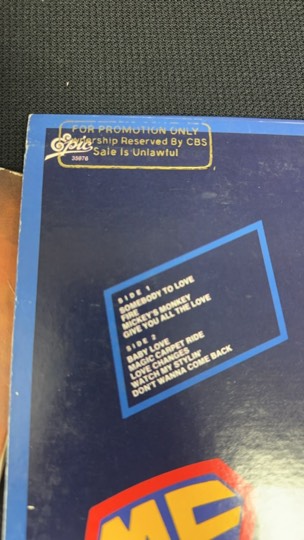 FOR PROMOTION ONLY
Ownership Reserved By CBS
Sale Is Unlawful
Epic
35876
SIDE 1
SOMEBODY TO LOVE
FIRE
MICKEY'S MONKEY
GIVE YOU ALL THE LOVE
SIDE 2
BABY LOVE
MAGIC CARPET RIDE
LOVE CHANGES
WATCH MY STYLIN'
DON'T WANNA COME BACK
MF